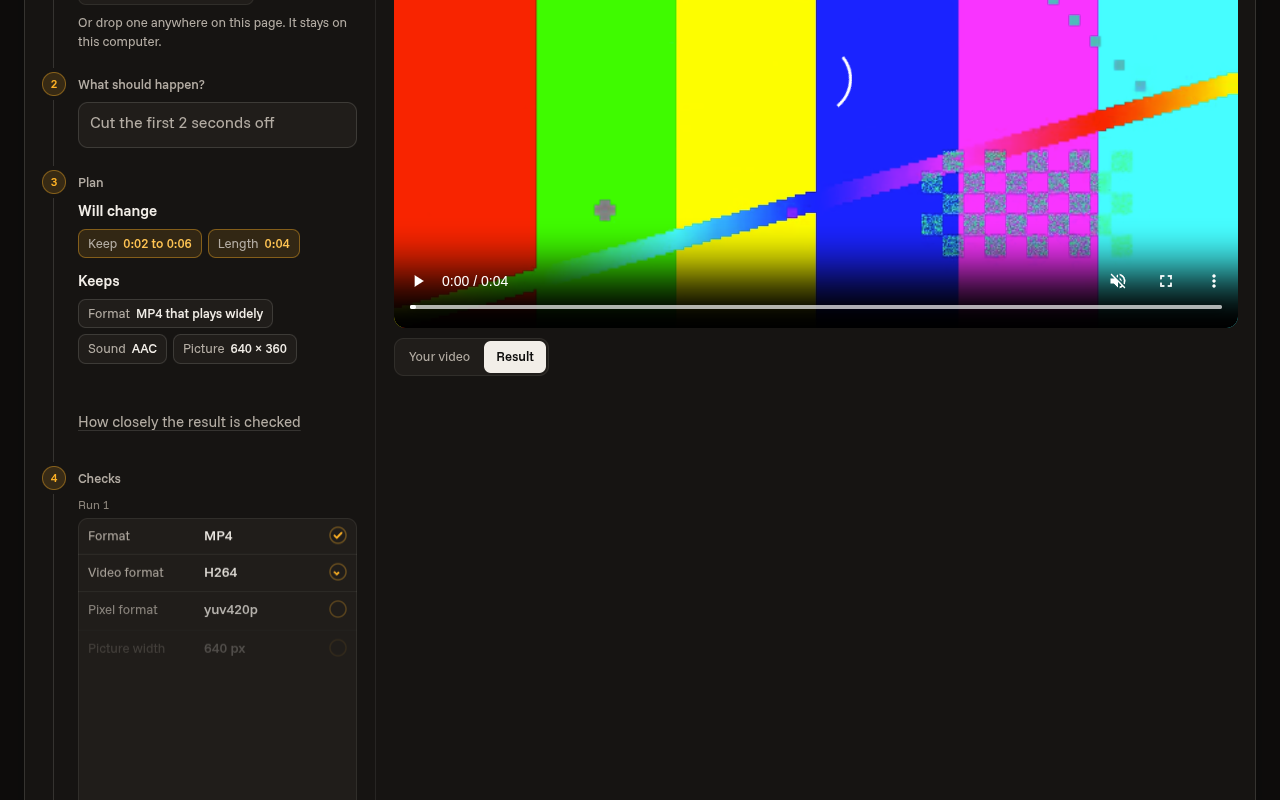 Or drop one anywhere on this page. It stays on
this computer.
2
What should happen?
Cut the first 2 seconds off
3
Plan
Will change
Keep 0:02 to 0:06
Length 0:04
Keeps
Format MP4 that plays widely
Sound AAC
Picture 640 × 360
How closely the result is checked
4
Checks
Run 1
Format MP4
Video format H264
Pixel format yuv420p
Picture width 640 px
0:00 / 0:04
Your video
Result